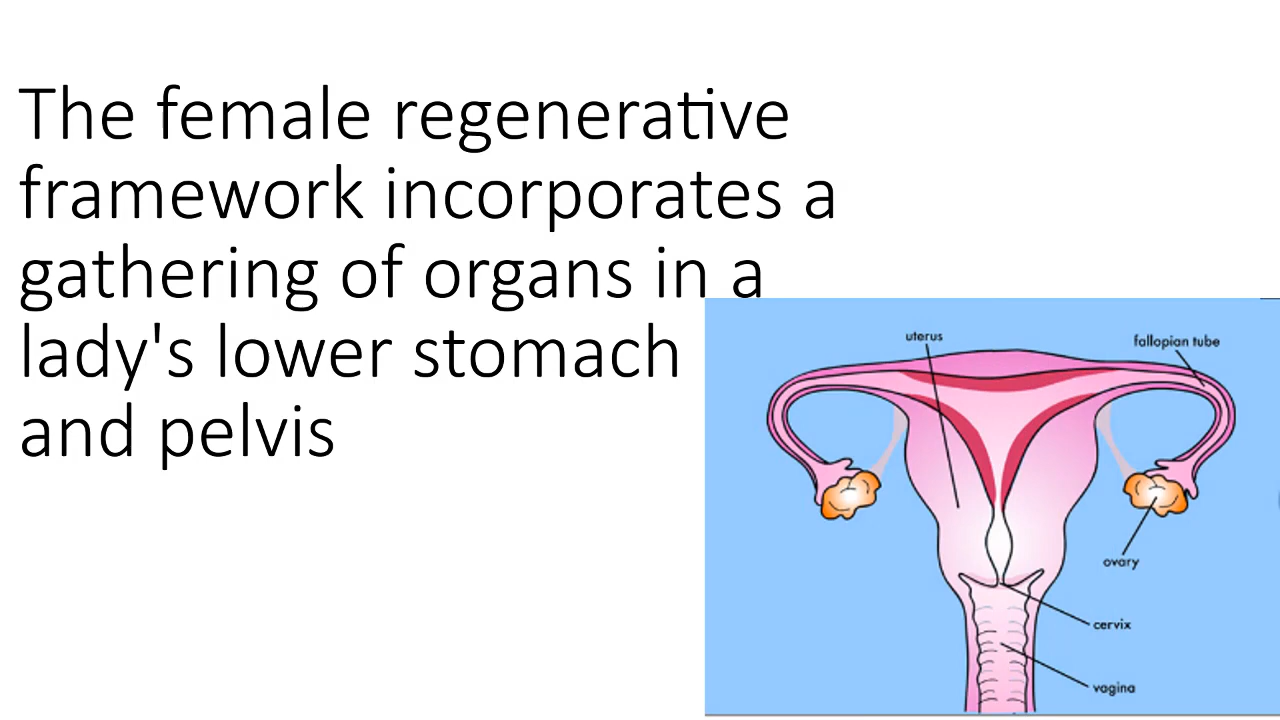 The female regenerative
framework incorporates a
gathering of organs in a
lady's lower stomach
and pelvis
uterus
fallopian tube
ovary
cervix
vagina